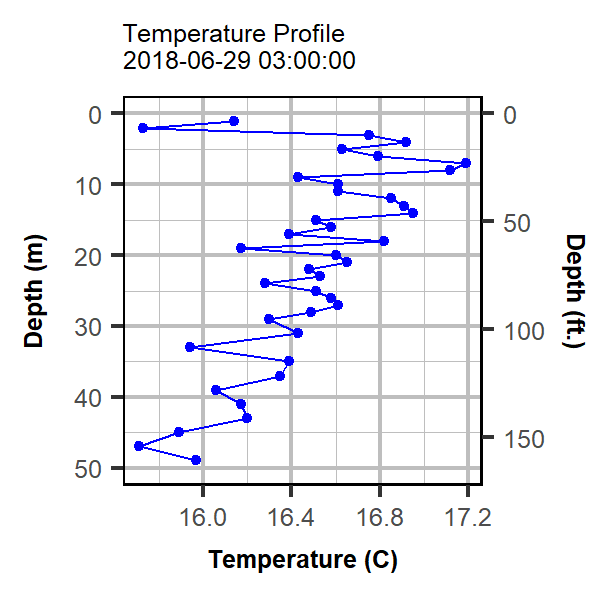 Temperature Profile
2018-06-29 03:00:00
0
10
20
30
40
50
Depth (m)
0
50
100
150
Depth (ft.)
16.0 16.4 16.8 17.2
Temperature (C)